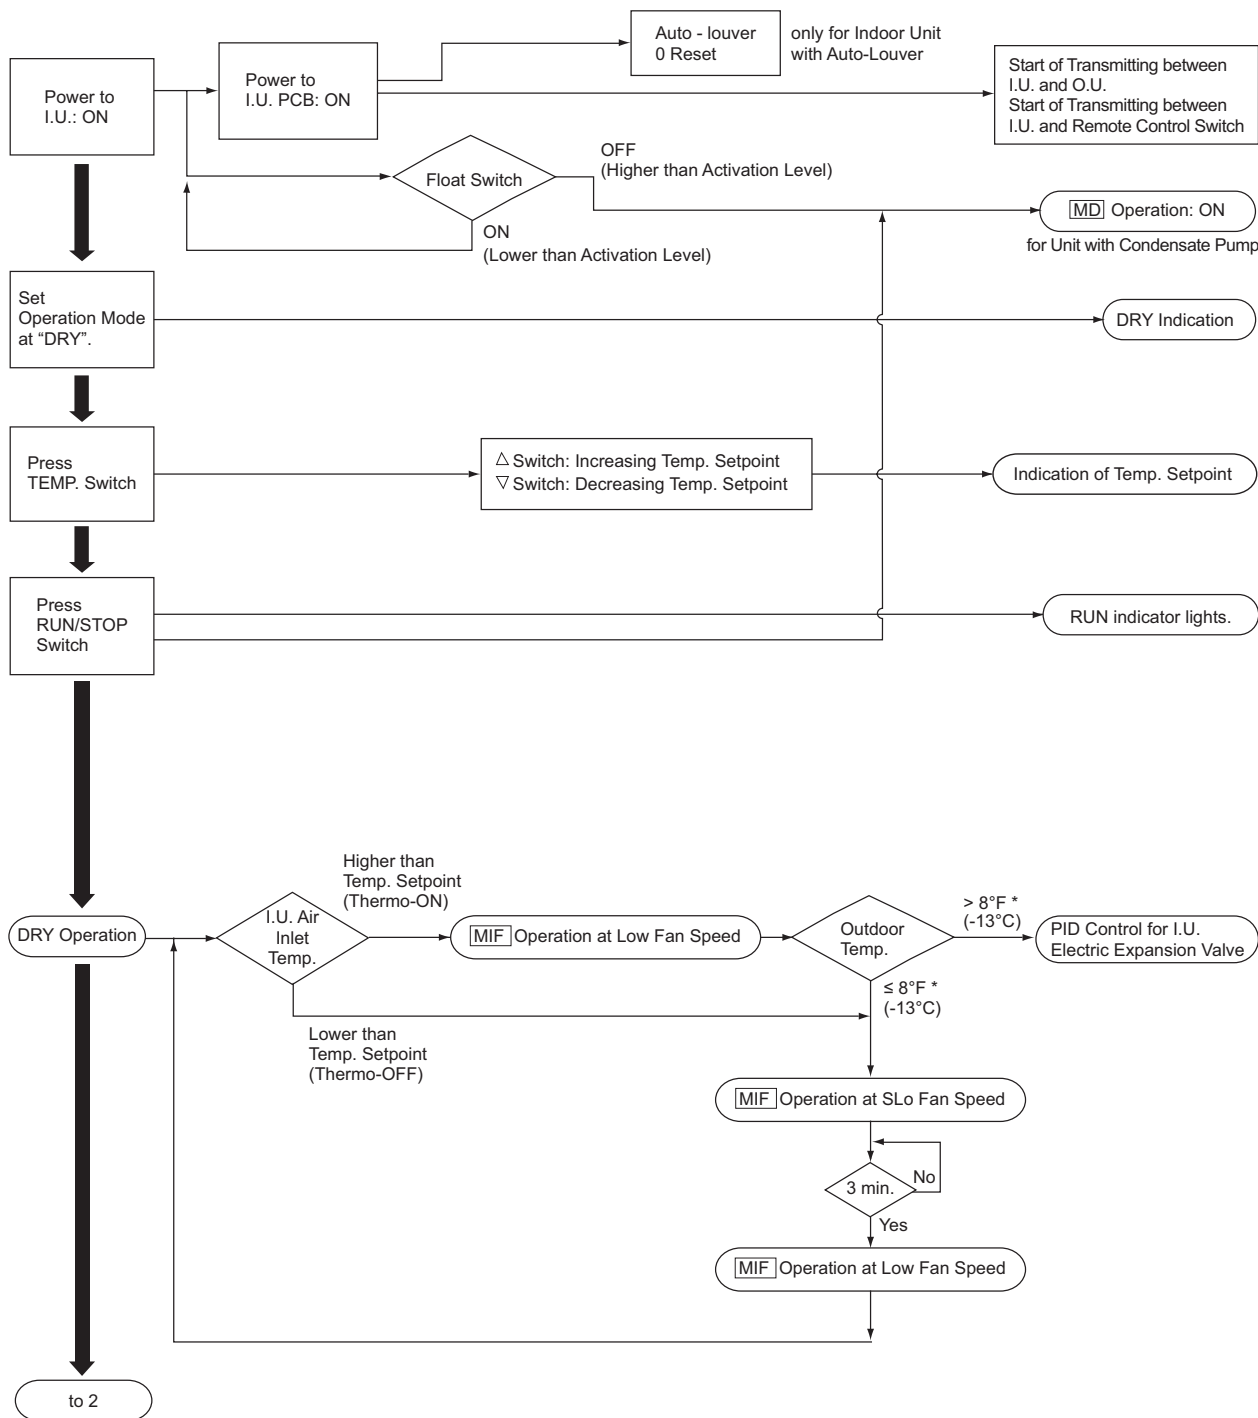 Power to
I.U.: ON
Power to
I.U. PCB: ON
Auto - louver
0 Reset
only for Indoor Unit
with Auto-Louver
Start of Transmitting between
I.U. and O.U.
Start of Transmitting between
I.U. and Remote Control Switch
Float Switch
OFF
(Higher than Activation Level)
ON
(Lower than Activation Level)
MD Operation: ON
for Unit with Condensate Pump
Set
Operation Mode
at “DRY”.
DRY Indication
Press
TEMP. Switch
△ Switch: Increasing Temp. Setpoint
▽ Switch: Decreasing Temp. Setpoint
Indication of Temp. Setpoint
Press
RUN/STOP
Switch
RUN indicator lights.
DRY Operation
I.U. Air
Inlet
Temp.
Higher than
Temp. Setpoint
(Thermo-ON)
MIF Operation at Low Fan Speed
Outdoor
Temp.
> 8°F *
(-13°C)
PID Control for I.U.
Electric Expansion Valve
≤ 8°F *
(-13°C)
Lower than
Temp. Setpoint
(Thermo-OFF)
MIF Operation at SLo Fan Speed
3 min.
No
Yes
MIF Operation at Low Fan Speed
to 2